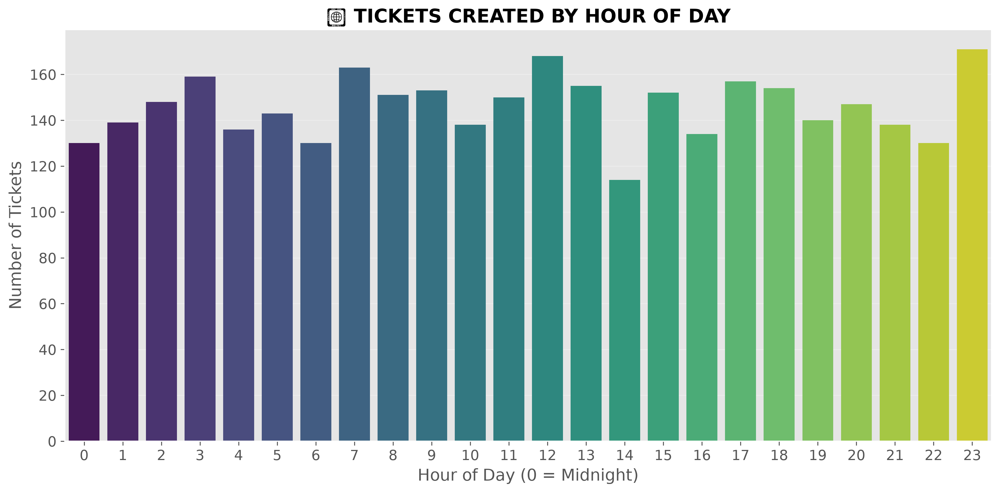 TICKETS CREATED BY HOUR OF DAY
Number of Tickets
160
140
120
100
80
60
40
20
0
0 1 2 3 4 5 6 7 8 9 10 11 12 13 14 15 16 17 18 19 20 21 22 23
Hour of Day (0 = Midnight)